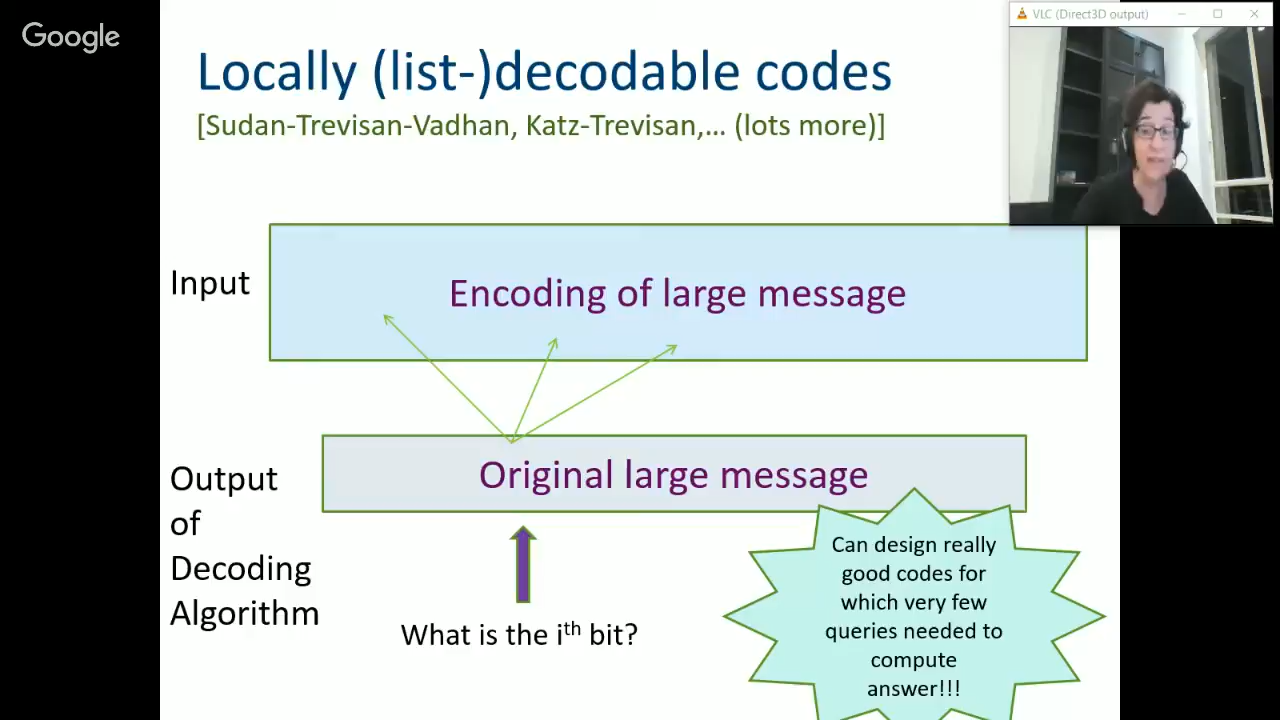 Google
VLC (Direct3D output)
Locally (list-)decodable codes
[Sudan-Trevisan-Vadhan, Katz-Trevisan,... (lots more)]
Input
Encoding of large message
Original large message
Output
of
Decoding
Algorithm
What is the iᵗʰ bit?
Can design really
good codes for
which very few
queries needed to
compute
answer!!!